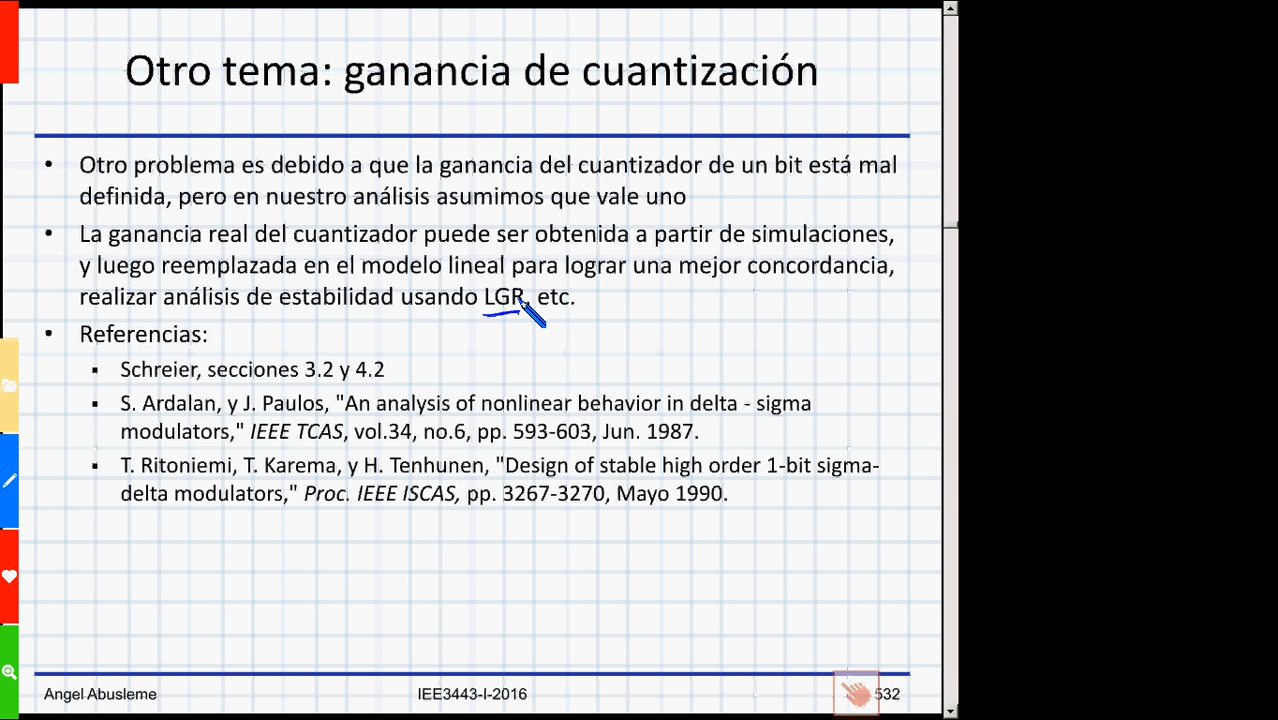 Otro tema: ganancia de cuantización
• Otro problema es debido a que la ganancia del cuantizador de un bit está mal
definida, pero en nuestro análisis asumimos que vale uno
• La ganancia real del cuantizador puede ser obtenida a partir de simulaciones,
y luego reemplazada en el modelo lineal para lograr una mejor concordancia,
realizar análisis de estabilidad usando LGR, etc.
• Referencias:
▪ Schreier, secciones 3.2 y 4.2
▪ S. Ardalan, y J. Paulos, "An analysis of nonlinear behavior in delta - sigma
modulators," IEEE TCAS, vol.34, no.6, pp. 593-603, Jun. 1987.
▪ T. Ritoniemi, T. Karema, y H. Tenhunen, "Design of stable high order 1-bit sigma-
delta modulators," Proc. IEEE ISCAS, pp. 3267-3270, Mayo 1990.
Angel Abusleme IEE3443-I-2016 532